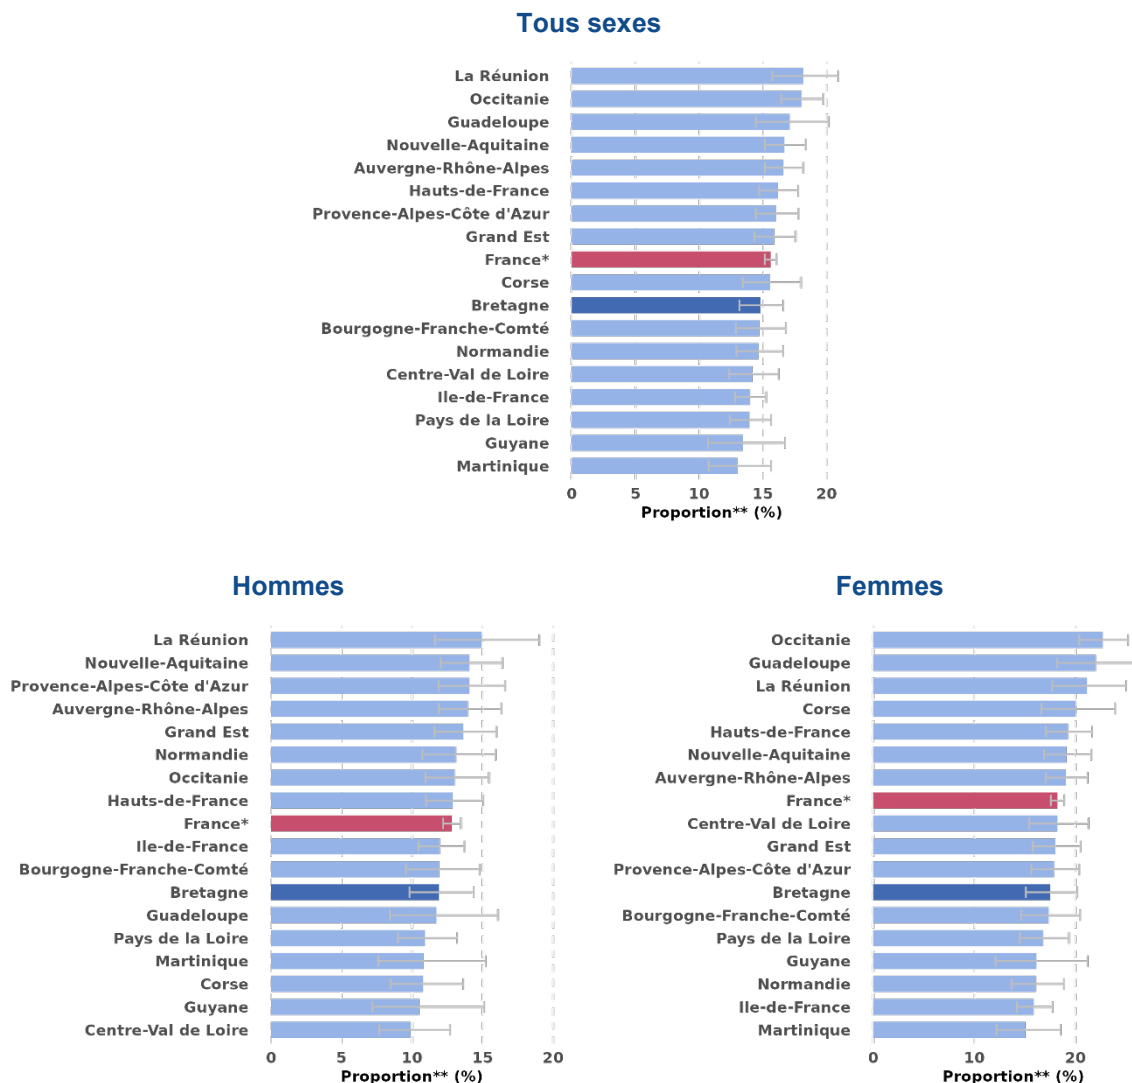 Tous sexes
La Réunion
Occitanie
Guadeloupe
Nouvelle-Aquitaine
Auvergne-Rhône-Alpes
Hauts-de-France
Provence-Alpes-Côte d'Azur
Grand Est
France*
Corse
Bretagne
Bourgogne-Franche-Comté
Normandie
Centre-Val de Loire
Ile-de-France
Pays de la Loire
Guyane
Martinique
0 5 10 15 20
Proportion** (%)
Hommes
La Réunion
Nouvelle-Aquitaine
Provence-Alpes-Côte d'Azur
Auvergne-Rhône-Alpes
Grand Est
Normandie
Occitanie
Hauts-de-France
France*
Ile-de-France
Bourgogne-Franche-Comté
Bretagne
Guadeloupe
Pays de la Loire
Martinique
Corse
Guyane
Centre-Val de Loire
0 5 10 15 20
Proportion** (%)
Femmes
Occitanie
Guadeloupe
La Réunion
Corse
Hauts-de-France
Nouvelle-Aquitaine
Auvergne-Rhône-Alpes
France*
Centre-Val de Loire
Grand Est
Provence-Alpes-Côte d'Azur
Bretagne
Bourgogne-Franche-Comté
Pays de la Loire
Guyane
Normandie
Ile-de-France
Martinique
0 10 20
Proportion** (%)